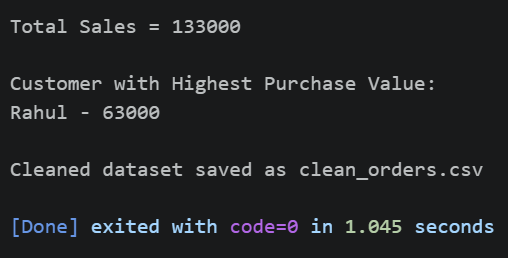 Total Sales = 133000
Customer with Highest Purchase Value:
Rahul - 63000
Cleaned dataset saved as clean_orders.csv
[Done] exited with code=0 in 1.045 seconds